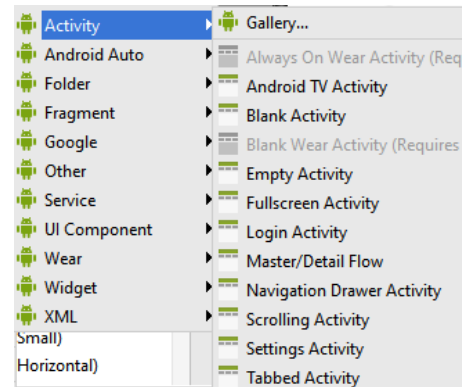 Activity
Android Auto
Folder
Fragment
Google
Other
Service
UI Component
Wear
Widget
XML
Small)
Horizontal)
Gallery...
Always On Wear Activity (Req
Android TV Activity
Blank Activity
Blank Wear Activity (Requires
Empty Activity
Fullscreen Activity
Login Activity
Master/Detail Flow
Navigation Drawer Activity
Scrolling Activity
Settings Activity
Tabbed Activity